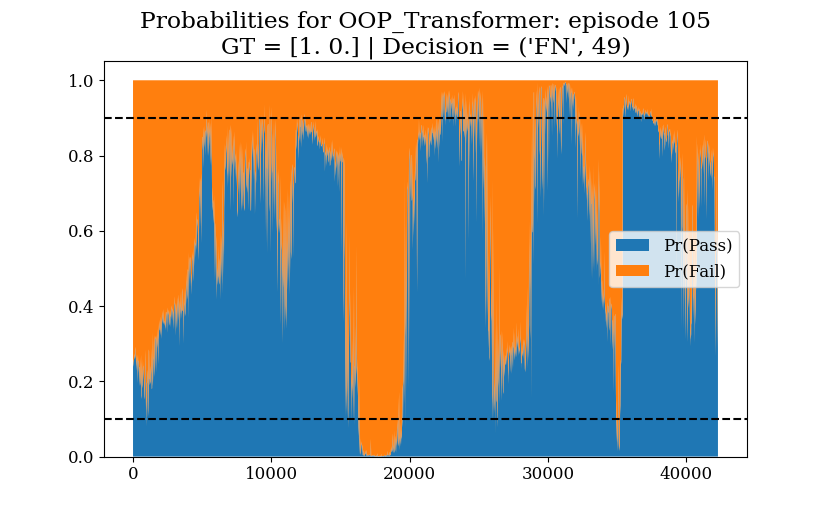 Probabilities for OOP_Transformer: episode 105
GT = [1. 0.] | Decision = ('FN', 49)
1.0
0.8
0.6
0.4
0.2
0.0
Pr(Pass)
Pr(Fail)
0
10000
20000
30000
40000